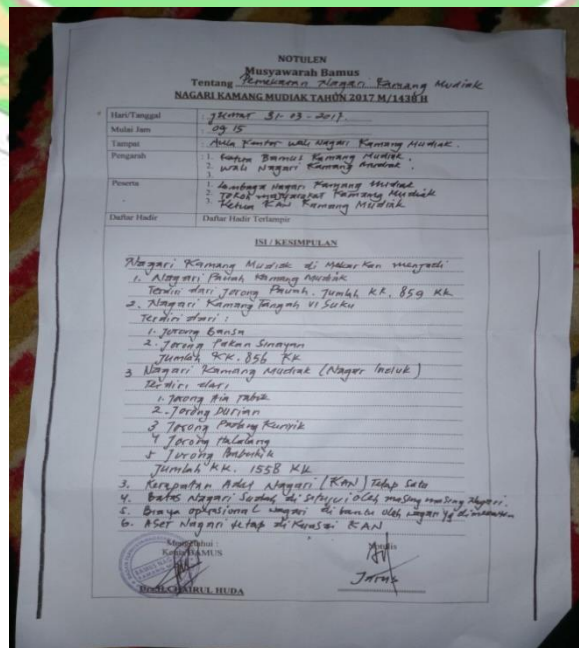 NOTULEN
Musyawarah Bamus
Tentang Pemekaran Nagari Kamang Mudiak
NAGARI KAMANG MUDIAK TAHUN 2017 M/1438 H
Hari/Tanggal : Jumat 31-03-2017.
Mulai Jam : 09 15
Tempat : Aula Kantor Wali Nagari Kamang Mudiak.
Pengarah : 1. Ketua Bamus Kamang Mudiak.
2. Wali Nagari Kamang Mudiak.
3.
Peserta : 1. Lembaga Nagari Kamang Mudiak
2. Tokoh masyarakat Kamang Mudiak
3. Ketua KAN Kamang Mudiak
Daftar Hadir Daftar Hadir Terlampir
ISI / KESIMPULAN
Nagari Kamang Mudiak di Mekarkan menjadi
1. Nagari Pauah Kamang Mudiak
Terdiri dari Jorong Pauah. Jumlah KK. 859 KK
2. Nagari Kamang Tangah VI Suku
Terdiri dari :
1. Jorong Bansa
2. Jorong Pakan Sinayan
Jumlah KK. 856 KK
3 Nagari Kamang Mudiak (Nagari Induk)
Terdiri dari
1. Jorong Aia Tabik
2. Jorong Durian
3 Jorong Padang Kunyik
4 Jorong Halalang
5 Jorong Babukik
Jumlah KK. 1558 KK
3. Kerapatan Adat Nagari (KAN) Tetap Satu
4. Batas Nagari Sudah di setujui oleh masing masing Nagari.
5. Biaya operasional nagari di bantu oleh nagari yg dimekarkan
6. Aset Nagari tetap di Kuasai KAN
Mengetahui :
Ketua BAMUS
CHAIRUL HUDA
Notulis